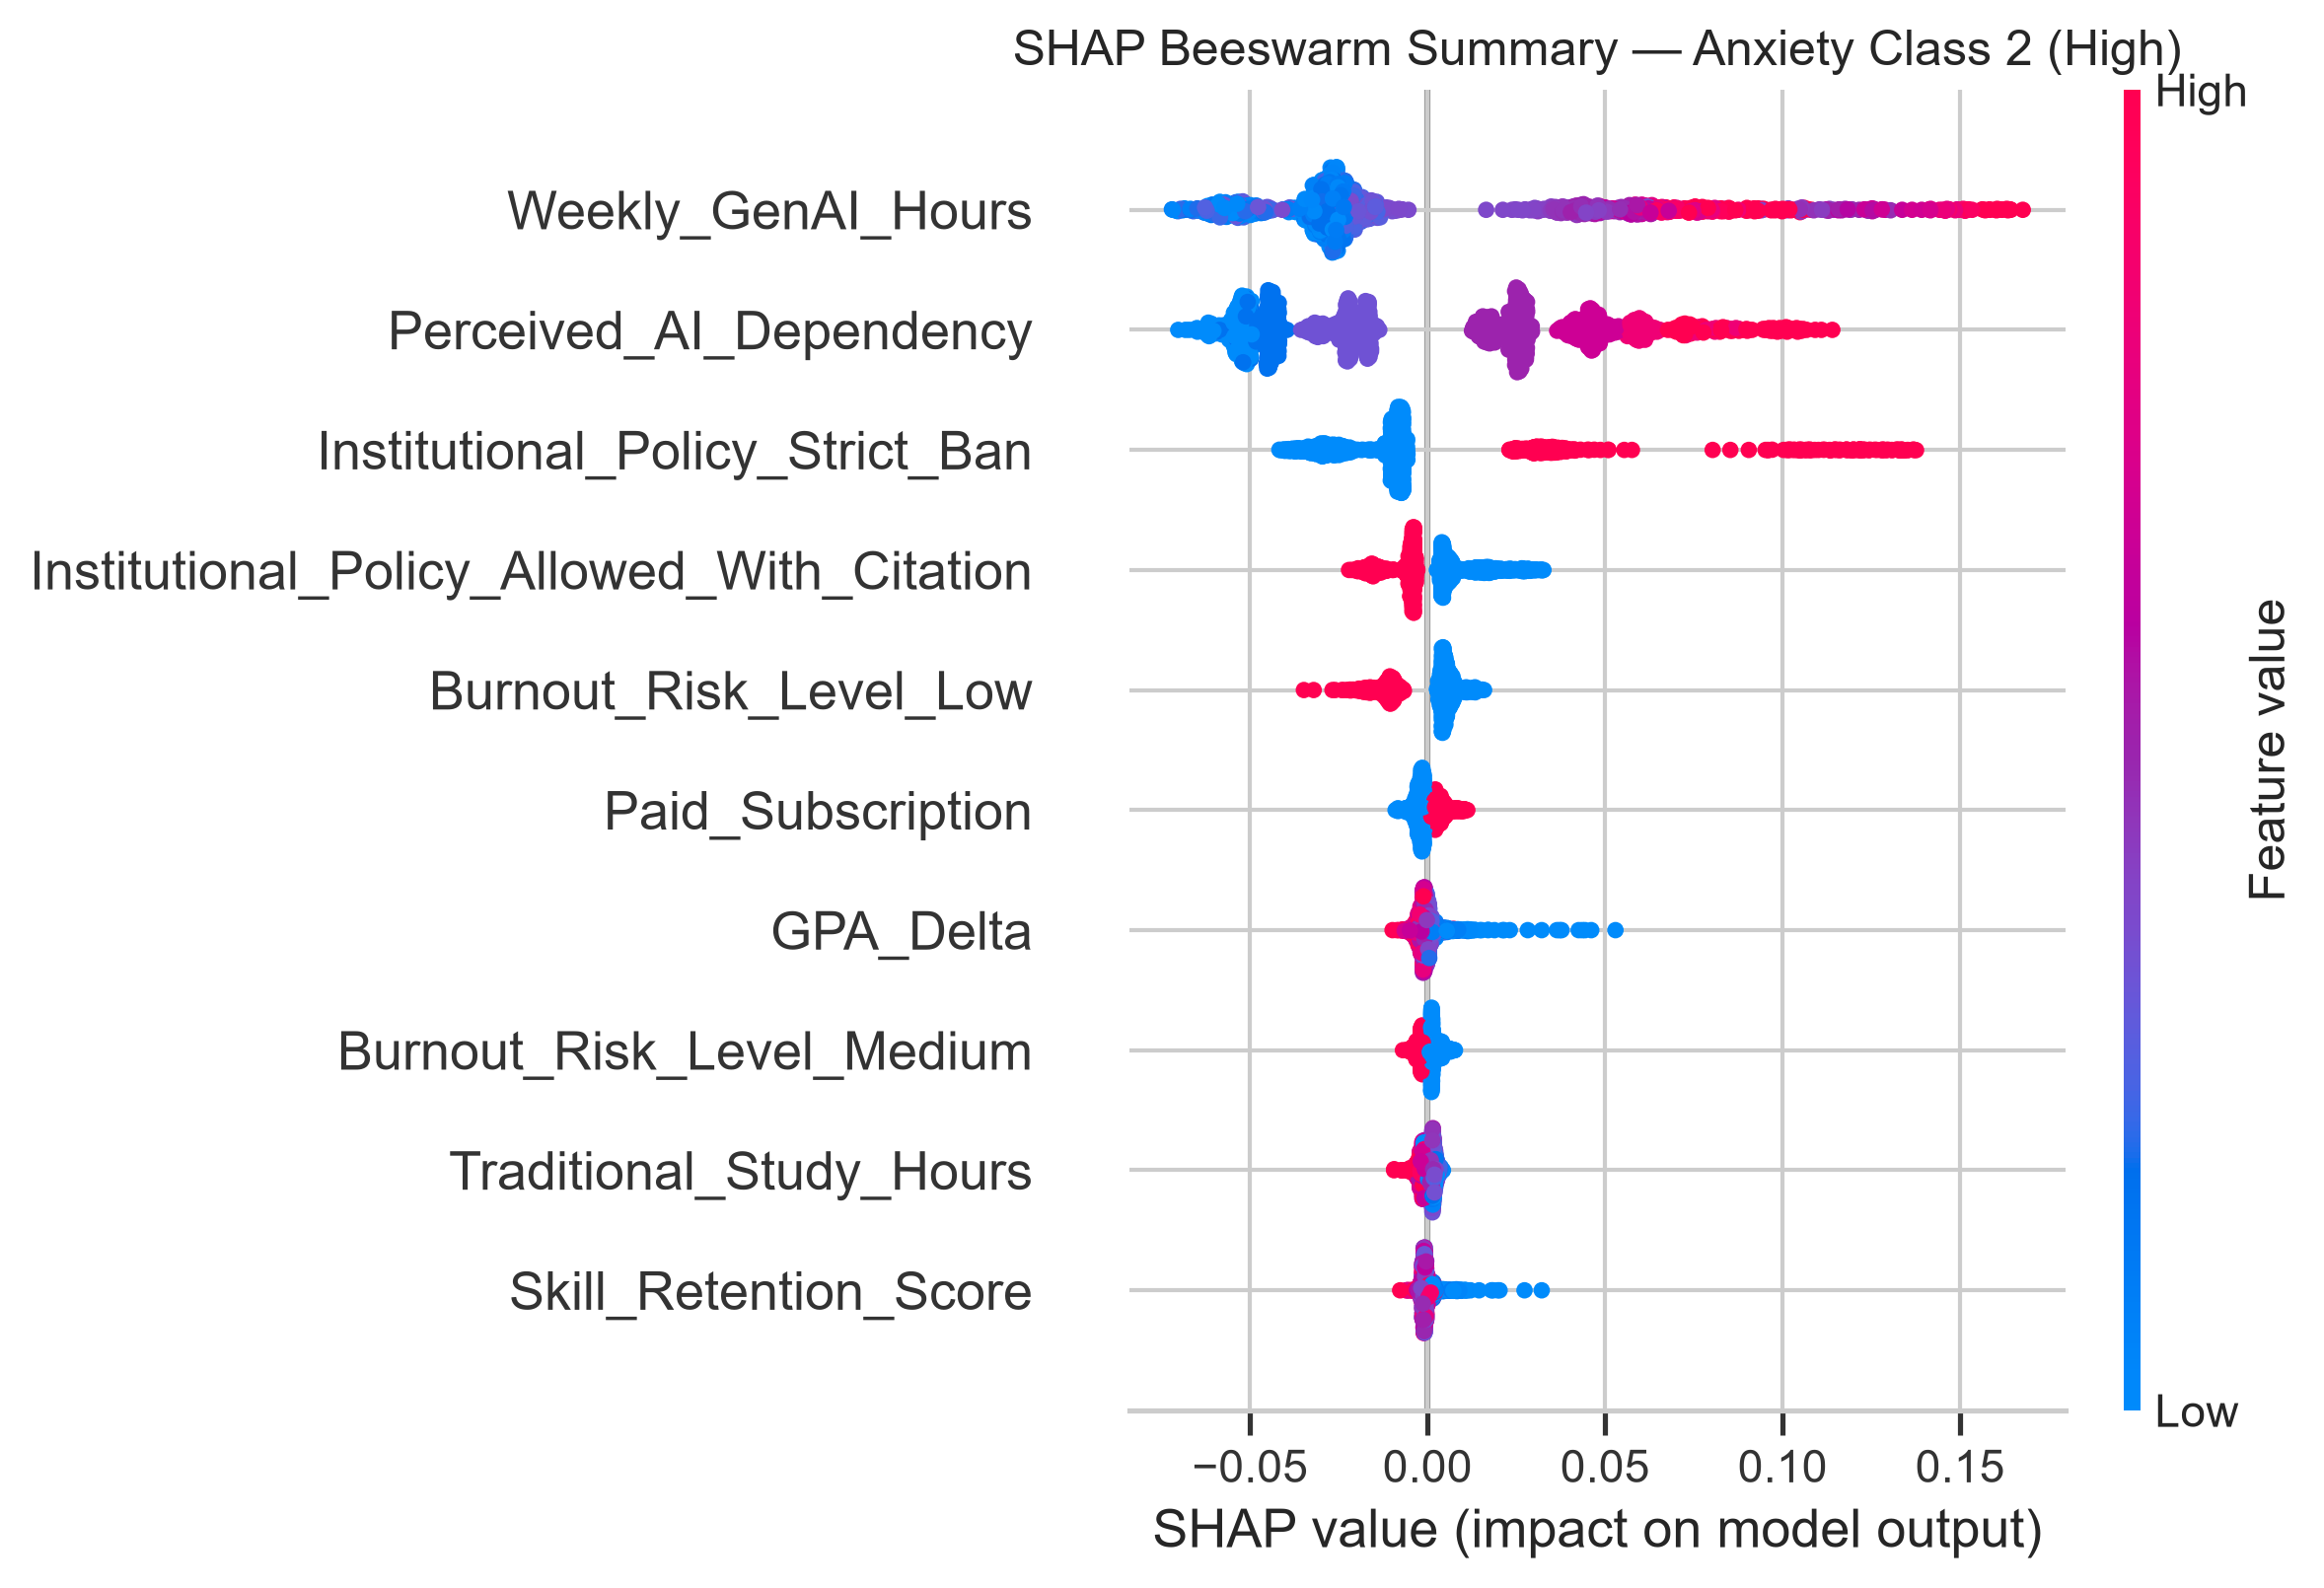 SHAP Beeswarm Summary — Anxiety Class 2 (High)
High
Weekly_GenAI_Hours
Perceived_AI_Dependency
Institutional_Policy_Strict_Ban
Institutional_Policy_Allowed_With_Citation
Burnout_Risk_Level_Low
Paid_Subscription
GPA_Delta
Burnout_Risk_Level_Medium
Traditional_Study_Hours
Skill_Retention_Score
Feature value
Low
−0.05 0.00 0.05 0.10 0.15
SHAP value (impact on model output)